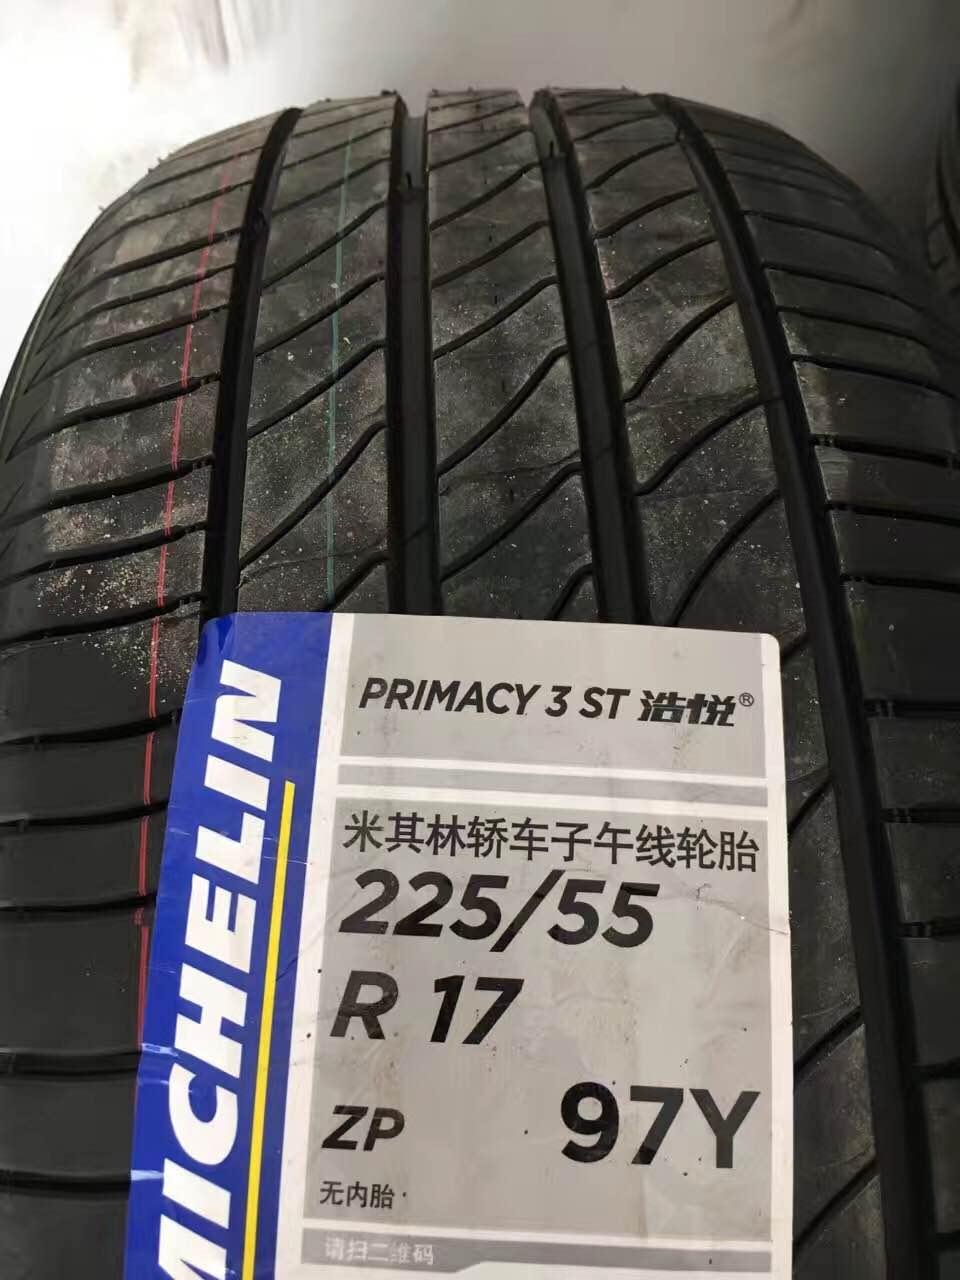 PRIMACY 3 ST 浩悦®
米其林轿车子午线轮胎
225/55
R 17
ZP 97Y
无内胎
请扫二维码
MICHELIN